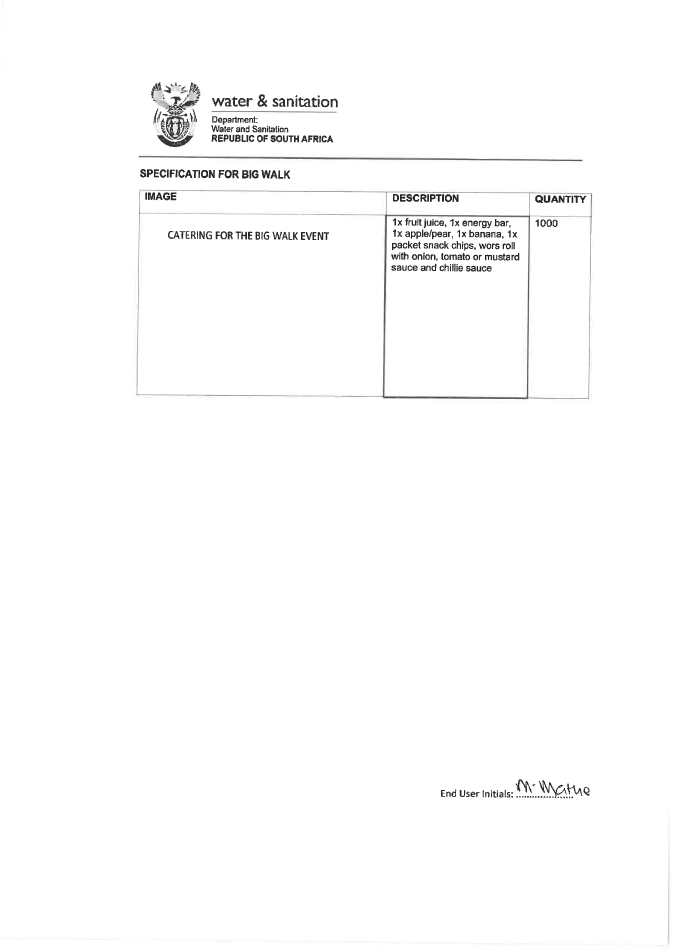 water & sanitation
Department:
Water and Sanitation
REPUBLIC OF SOUTH AFRICA
SPECIFICATION FOR BIG WALK
IMAGE
DESCRIPTION
QUANTITY
CATERING FOR THE BIG WALK EVENT
1x fruit juice, 1x energy bar,
1x apple/pear, 1x banana, 1x
packet snack chips, wors roll
with onion, tomato or mustard
sauce and chillie sauce
1000
End User Initials: M. Mathe